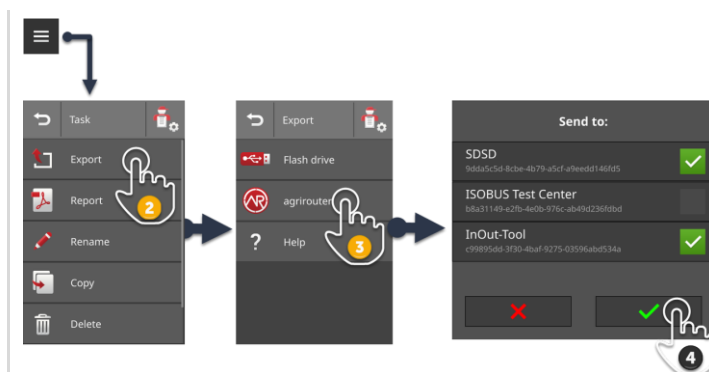 Task
Export
Report
2
Rename
Copy
Delete
Export
Flash drive
agrirouter
? Help
3
Send to:
SDSD
9dda5c5d-8cbe-4b79-a5cf-a9eedd146fd5
ISOBUS Test Center
b8a31149-e2fb-4e0b-976c-ab49d236fdbd
InOut-Tool
c99895dd-3f30-4baf-9275-03596abd534a
4